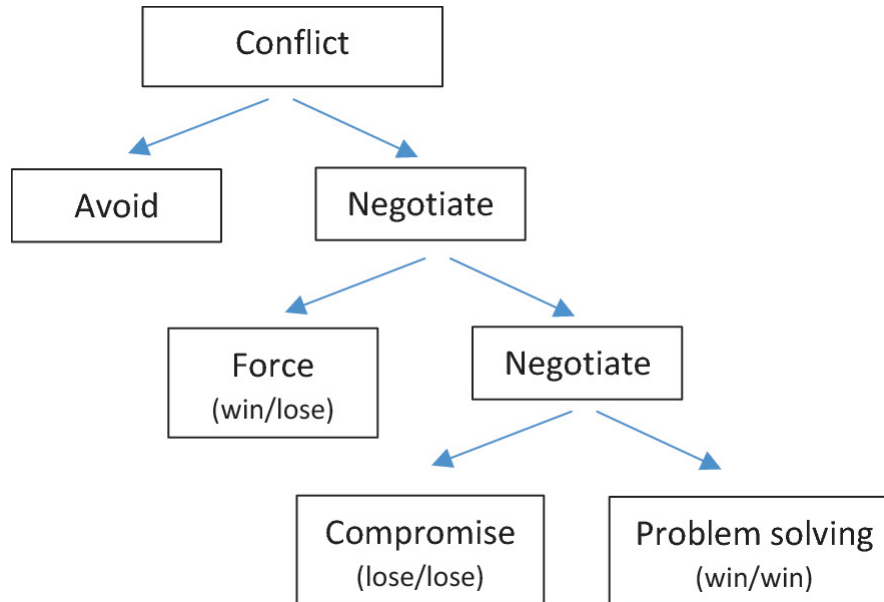 Conflict
Avoid
Negotiate
Force
(win/lose)
Negotiate
Compromise
(lose/lose)
Problem solving
(win/win)